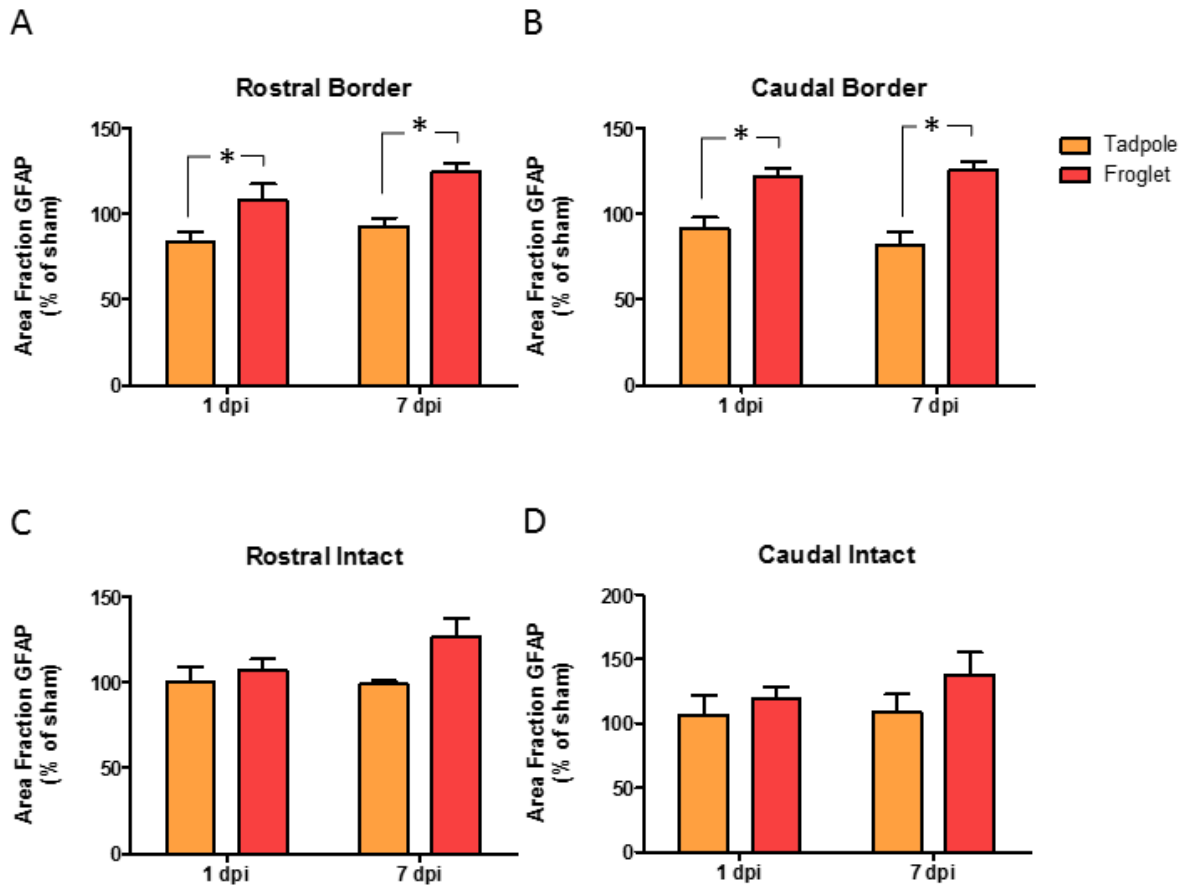 A
Rostral Border
Area Fraction GFAP
(% of sham)
150
100
50
0
*
*
1 dpi
7 dpi
B
Caudal Border
Area Fraction GFAP
(% of sham)
150
100
50
0
*
*
1 dpi
7 dpi
Tadpole
Froglet
C
Rostral Intact
Area Fraction GFAP
(% of sham)
150
100
50
0
1 dpi
7 dpi
D
Caudal Intact
Area Fraction GFAP
(% of sham)
200
150
100
50
0
1 dpi
7 dpi